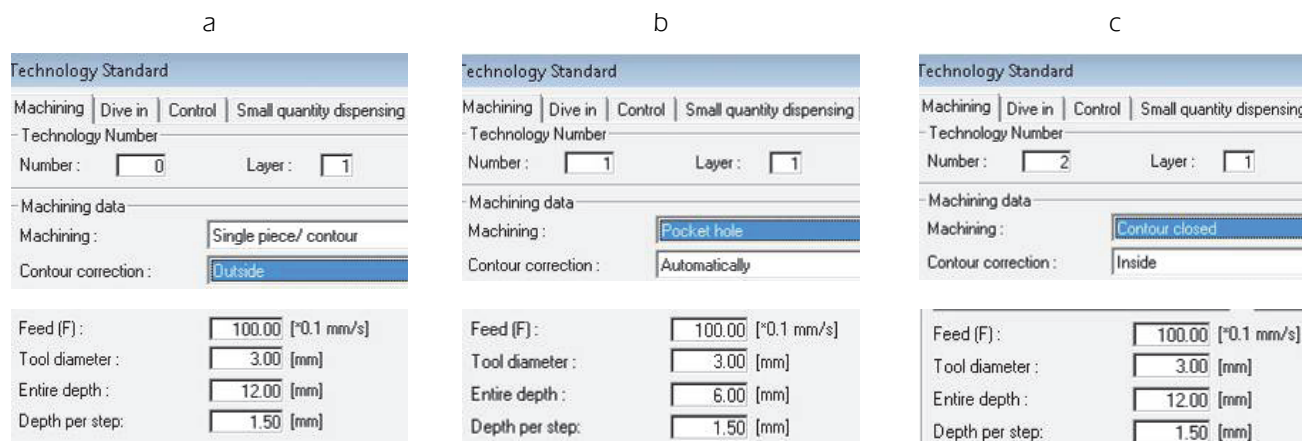 a
Technology Standard
Machining Dive in Control Small quantity dispensing
Technology Number
Number : 0 Layer : 1
Machining data
Machining : Single piece/ contour
Contour correction : Outside
Feed (F) : 100.00 [*0.1 mm/s]
Tool diameter : 3.00 [mm]
Entire depth : 12.00 [mm]
Depth per step: 1.50 [mm]
b
Technology Standard
Machining Dive in Control Small quantity dispensing
Technology Number
Number : 1 Layer : 1
Machining data
Machining : Pocket hole
Contour correction : Automatically
Feed (F) : 100.00 [*0.1 mm/s]
Tool diameter : 3.00 [mm]
Entire depth : 6.00 [mm]
Depth per step: 1.50 [mm]
c
Technology Standard
Machining Dive in Control Small quantity dispensing
Technology Number
Number : 2 Layer : 1
Machining data
Machining : Contour closed
Contour correction : Inside
Feed (F) : 100.00 [*0.1 mm/s]
Tool diameter : 3.00 [mm]
Entire depth : 12.00 [mm]
Depth per step: 1.50 [mm]